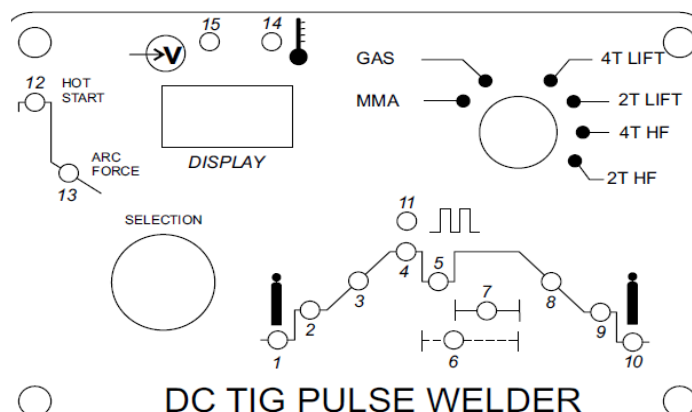 15
14
V
GAS
4T LIFT
12
HOT
START
MMA
2T LIFT
DISPLAY
4T HF
ARC
FORCE
13
2T HF
SELECTION
11
4
5
3
7
8
2
9
6
1
10
DC TIG PULSE WELDER